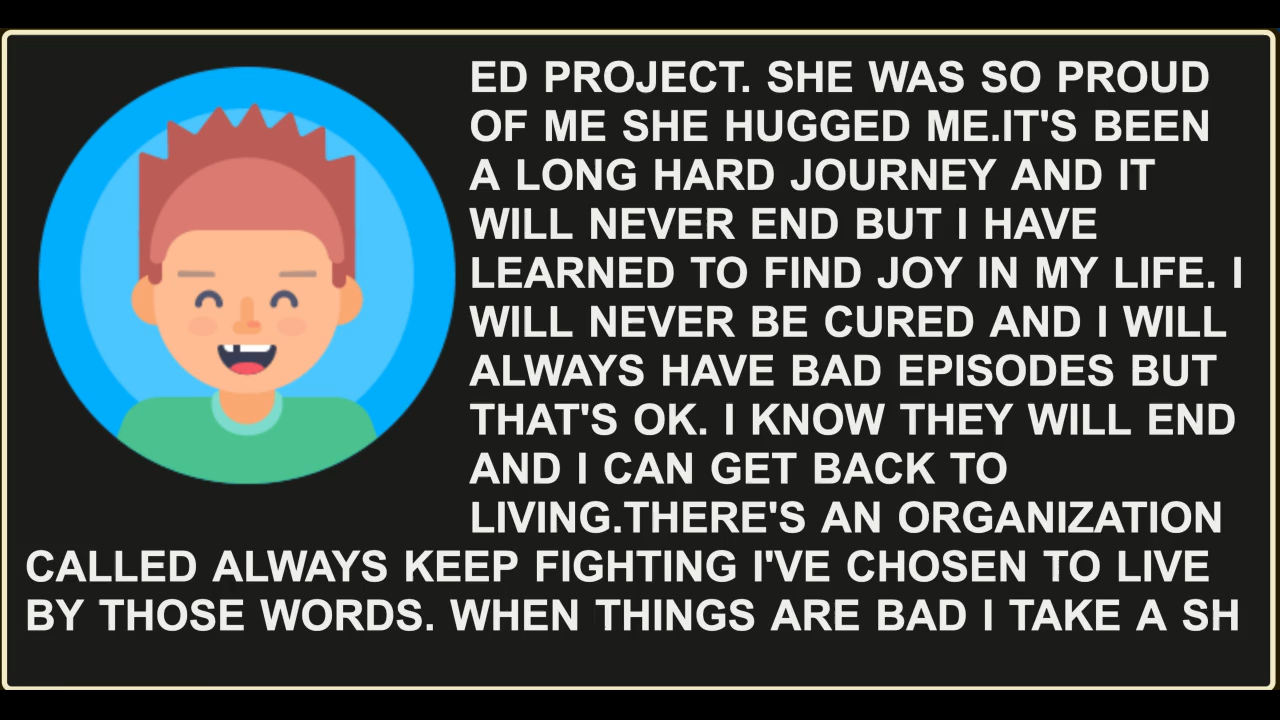 ED PROJECT. SHE WAS SO PROUD
OF ME SHE HUGGED ME.IT'S BEEN
A LONG HARD JOURNEY AND IT
WILL NEVER END BUT I HAVE
LEARNED TO FIND JOY IN MY LIFE. I
WILL NEVER BE CURED AND I WILL
ALWAYS HAVE BAD EPISODES BUT
THAT'S OK. I KNOW THEY WILL END
AND I CAN GET BACK TO
LIVING.THERE'S AN ORGANIZATION
CALLED ALWAYS KEEP FIGHTING I'VE CHOSEN TO LIVE
BY THOSE WORDS. WHEN THINGS ARE BAD I TAKE A SH